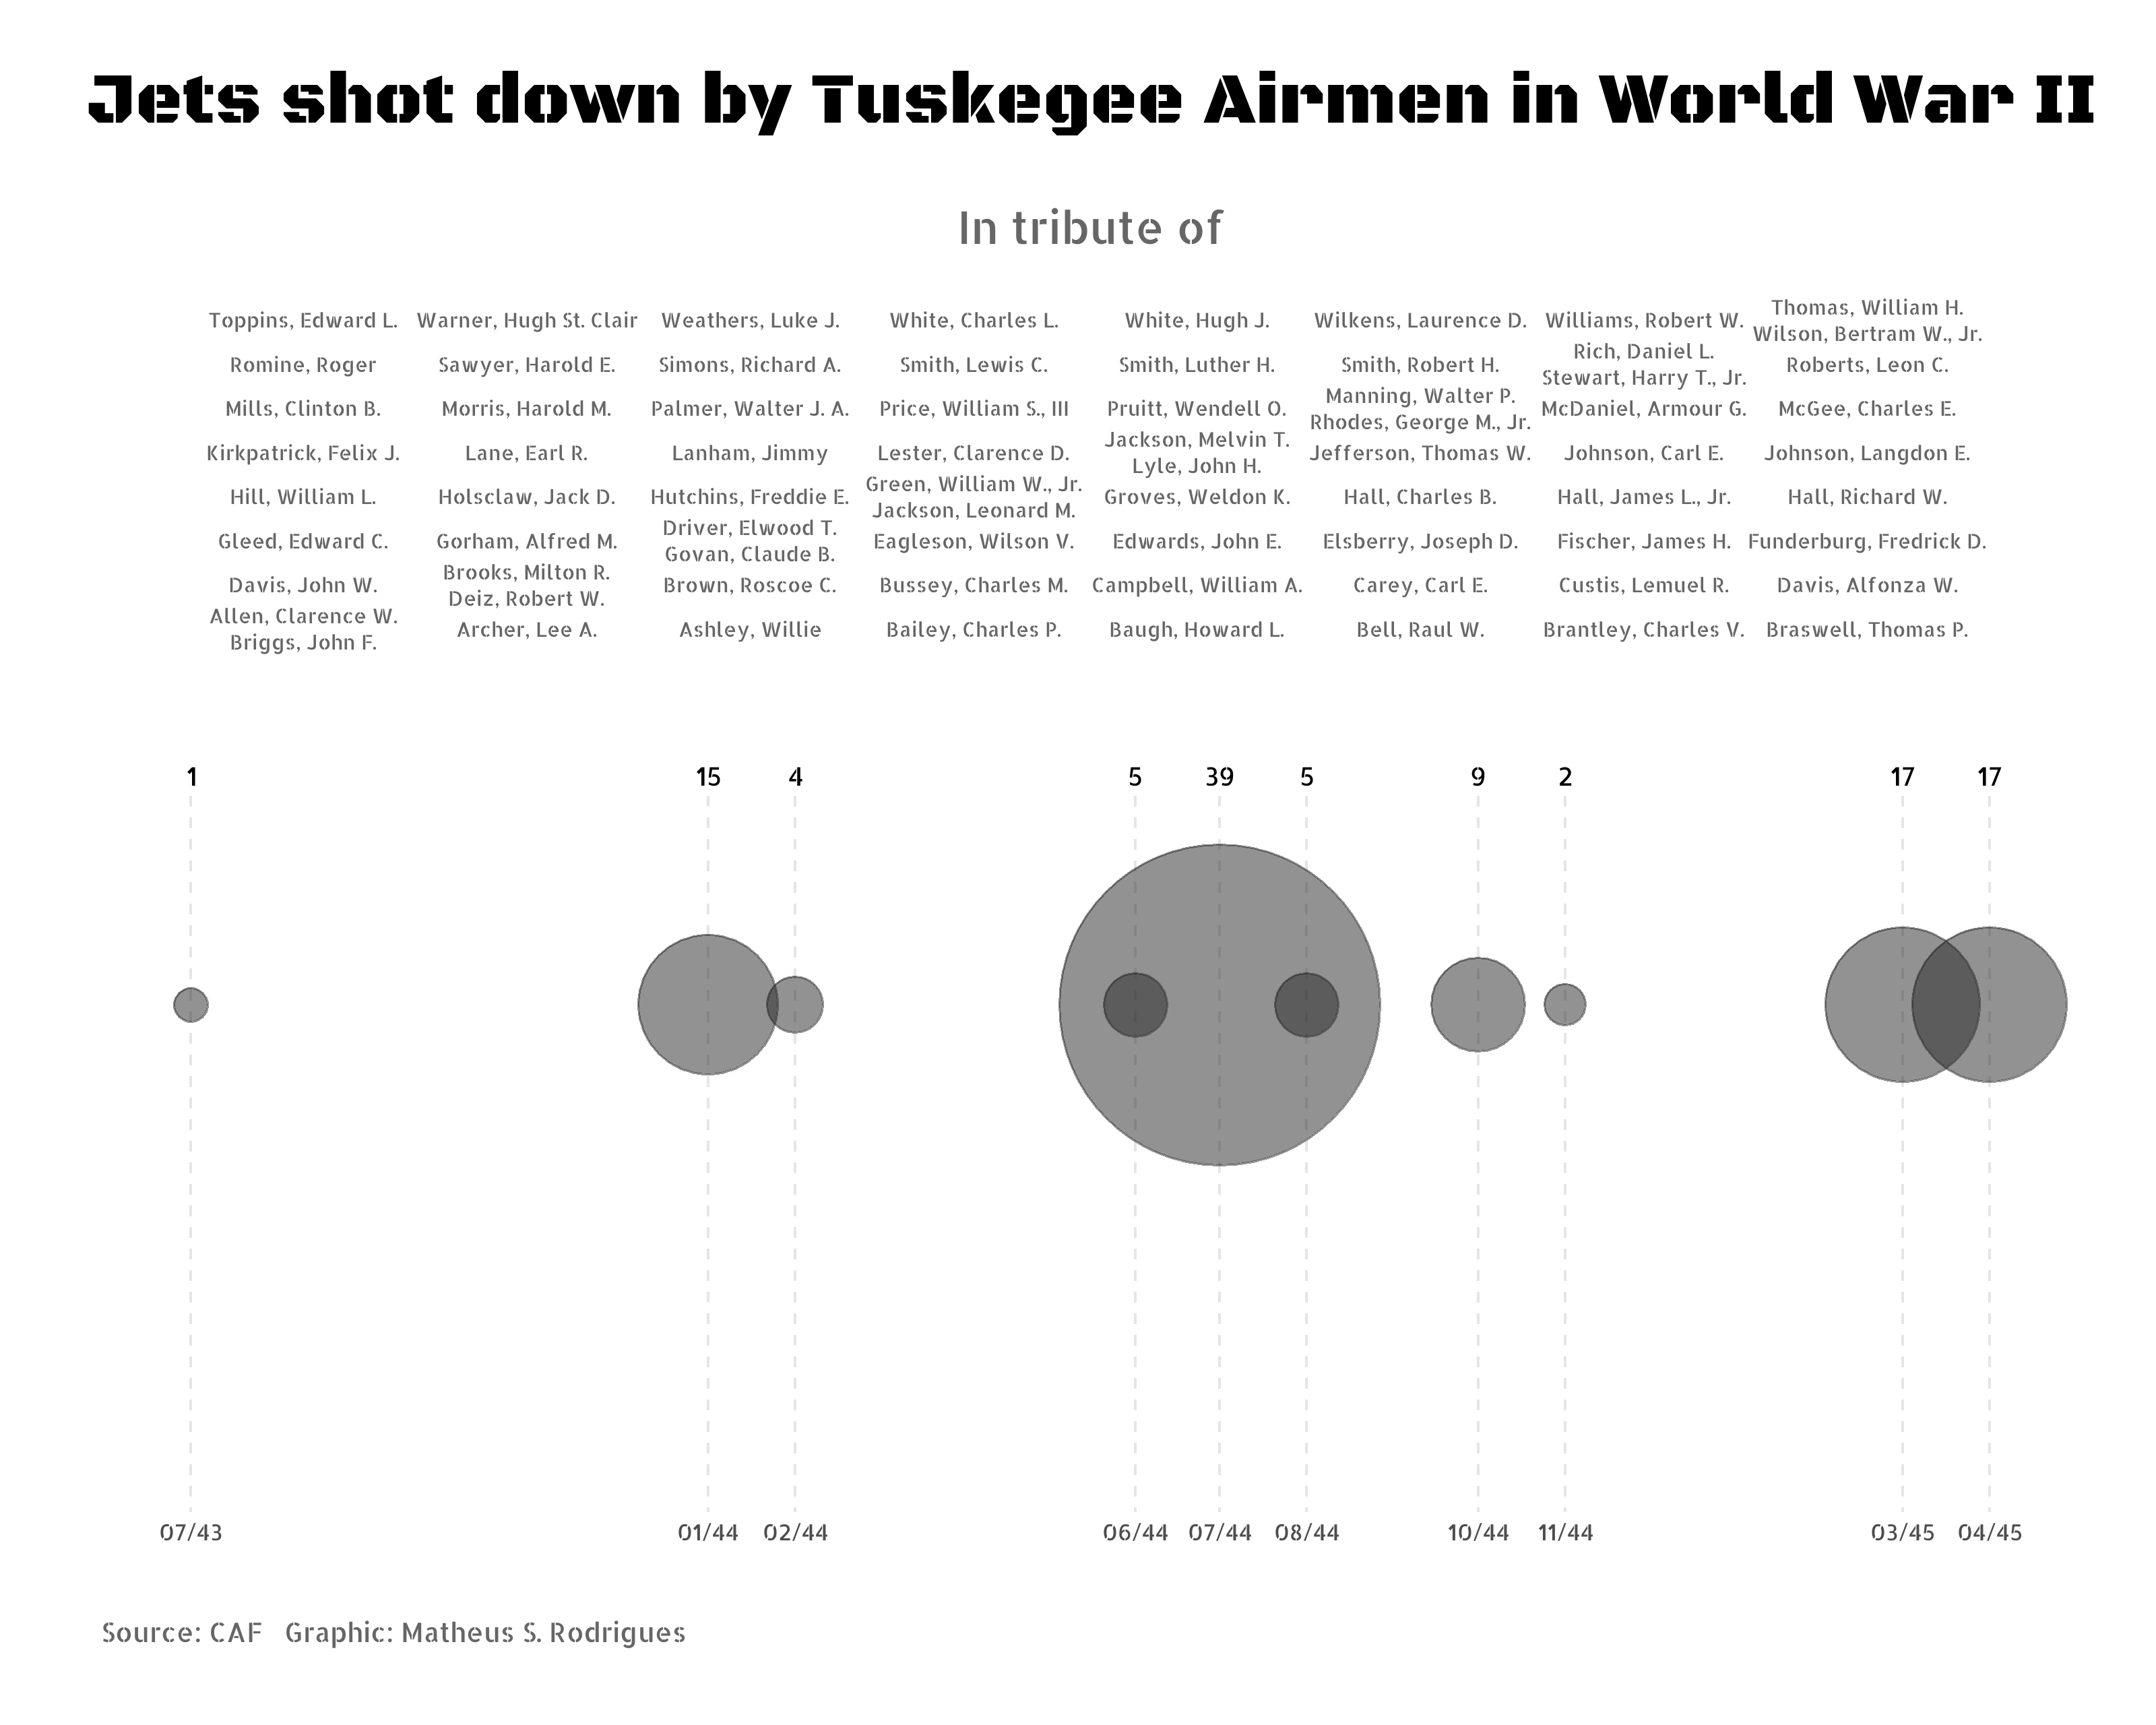 Jets shot down by Tuskegee Airmen in World War II
In tribute of
Toppins, Edward L. Warner, Hugh St. Clair Weathers, Luke J. White, Charles L. White, Hugh J. Wilkens, Laurence D. Williams, Robert W. Thomas, William H.
Wilson, Bertram W., Jr.
Romine, Roger Sawyer, Harold E. Simons, Richard A. Smith, Lewis C. Smith, Luther H. Smith, Robert H. Rich, Daniel L.
Stewart, Harry T., Jr. Roberts, Leon C.
Mills, Clinton B. Morris, Harold M. Palmer, Walter J. A. Price, William S., III Pruitt, Wendell O. Manning, Walter P.
Rhodes, George M., Jr. McDaniel, Armour G. McGee, Charles E.
Kirkpatrick, Felix J. Lane, Earl R. Lanham, Jimmy Lester, Clarence D. Jackson, Melvin T.
Lyle, John H. Jefferson, Thomas W. Johnson, Carl E. Johnson, Langdon E.
Hill, William L. Holsclaw, Jack D. Hutchins, Freddie E. Green, William W., Jr.
Jackson, Leonard M. Groves, Weldon K. Hall, Charles B. Hall, James L., Jr. Hall, Richard W.
Gleed, Edward C. Gorham, Alfred M. Driver, Elwood T.
Govan, Claude B. Eagleson, Wilson V. Edwards, John E. Elsberry, Joseph D. Fischer, James H. Funderburg, Fredrick D.
Davis, John W. Brooks, Milton R.
Deiz, Robert W. Brown, Roscoe C. Bussey, Charles M. Campbell, William A. Carey, Carl E. Custis, Lemuel R. Davis, Alfonza W.
Allen, Clarence W.
Briggs, John F. Archer, Lee A. Ashley, Willie Bailey, Charles P. Baugh, Howard L. Bell, Raul W. Brantley, Charles V. Braswell, Thomas P.
1 15 4 5 39 5 9 2 17 17
07/43 01/44 02/44 06/44 07/44 08/44 10/44 11/44 03/45 04/45
Source: CAF Graphic: Matheus S. Rodrigues